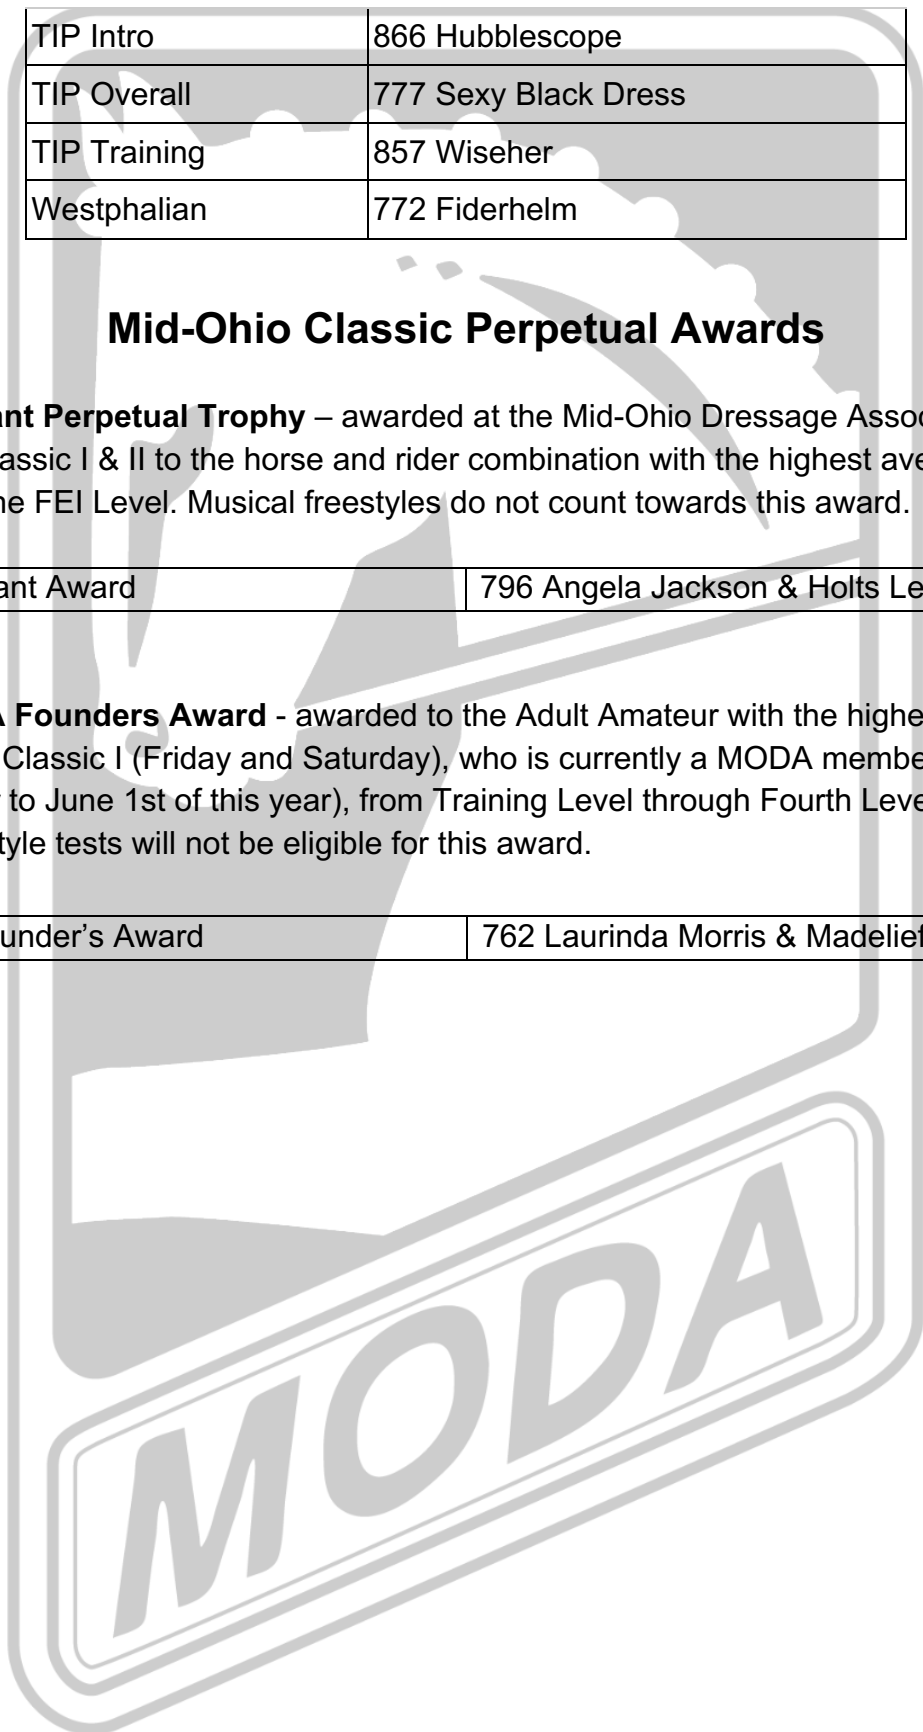 TIP Intro 866 Hubblescope
TIP Overall 777 Sexy Black Dress
TIP Training 857 Wiseher
Westphalian 772 Fiderhelm
Mid-Ohio Classic Perpetual Awards
ant Perpetual Trophy – awarded at the Mid-Ohio Dressage Assoc
assic I & II to the horse and rider combination with the highest ave
ne FEI Level. Musical freestyles do not count towards this award.
ant Award 796 Angela Jackson & Holts Le
A Founders Award - awarded to the Adult Amateur with the highe
Classic I (Friday and Saturday), who is currently a MODA membe
to June 1st of this year), from Training Level through Fourth Leve
tyle tests will not be eligible for this award.
under’s Award 762 Laurinda Morris & Madelief
MODA